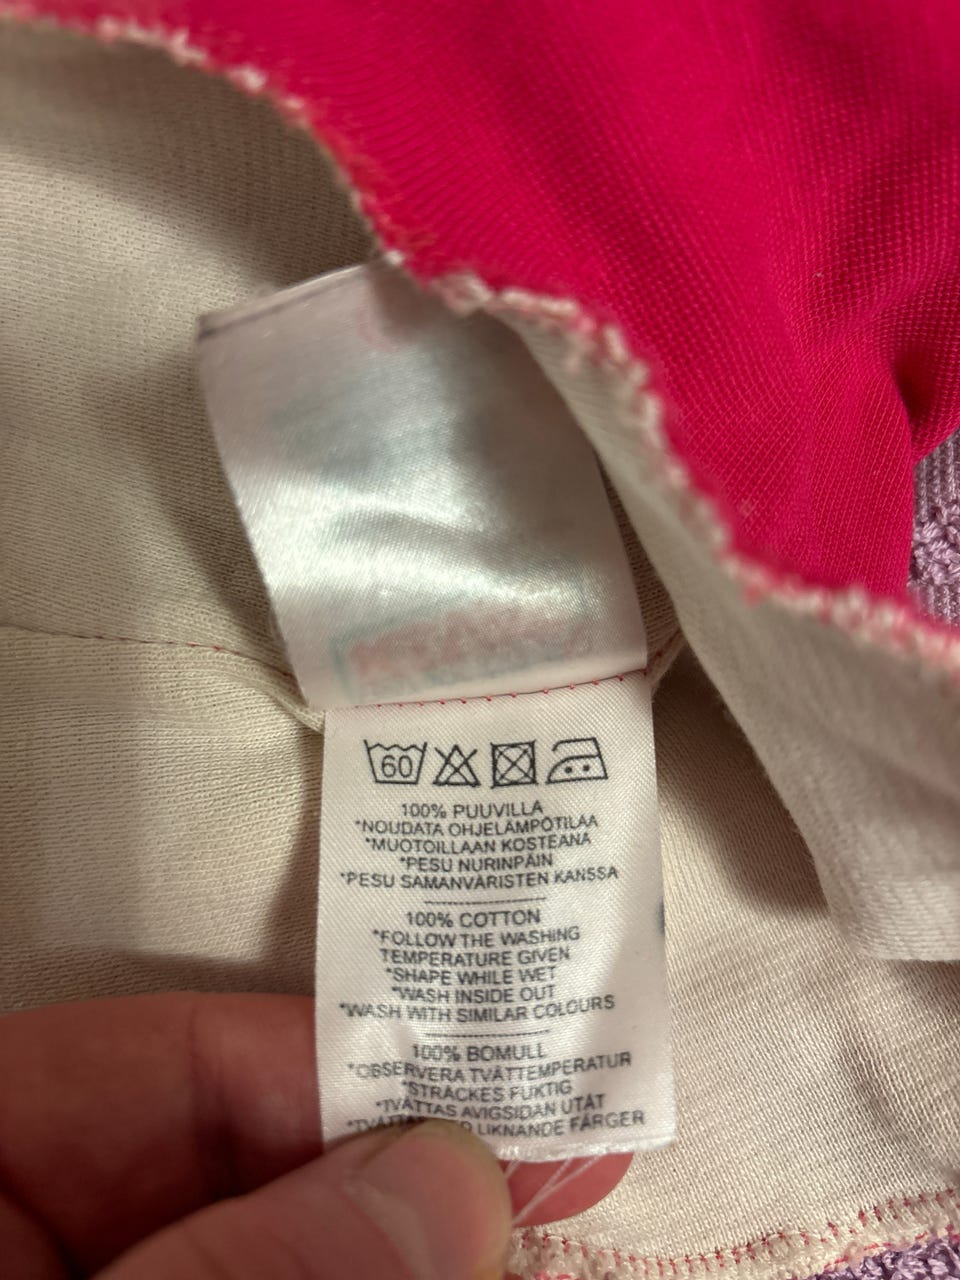 60
100% PUUVILLA
*NOUDATA OHJELÄMPÖTILAA
*MUOTOILLAAN KOSTEANA
*PESU NURINPÄIN
*PESU SAMANVÄRISTEN KANSSA
100% COTTON
*FOLLOW THE WASHING
TEMPERATURE GIVEN
*SHAPE WHILE WET
*WASH INSIDE OUT
*WASH WITH SIMILAR COLOURS
100% BOMULL
*OBSERVERA TVÄTTEMPERATUR
*STRÄCKES FUKTIG
*TVÄTTAS AVIGSIDAN UTÅT
LIKNANDE FÄRGER